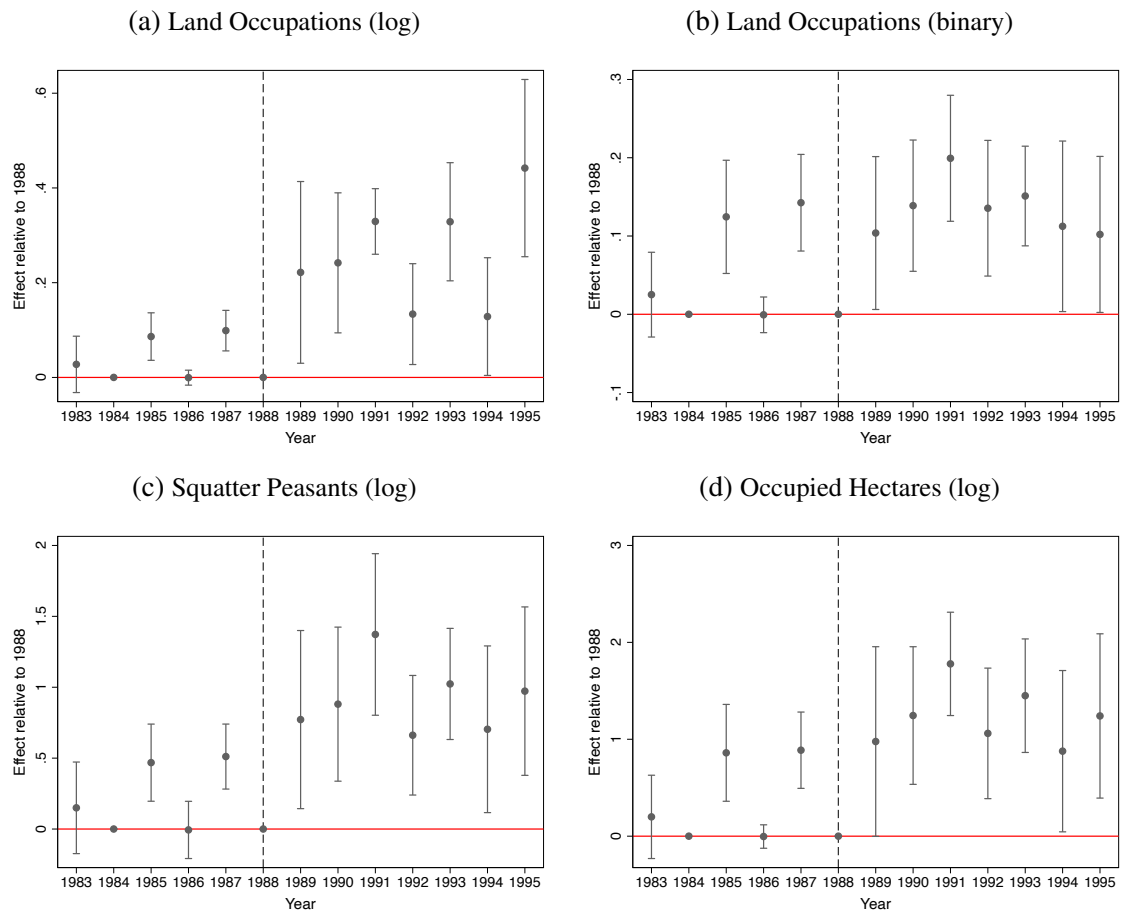 (a) Land Occupations (log)
Effect relative to 1988
.6
.4
.2
0
1983 1984 1985 1986 1987 1988 1989 1990 1991 1992 1993 1994 1995
Year
(b) Land Occupations (binary)
Effect relative to 1988
.3
.2
.1
0
-.1
1983 1984 1985 1986 1987 1988 1989 1990 1991 1992 1993 1994 1995
Year
(c) Squatter Peasants (log)
Effect relative to 1988
2
1.5
1
.5
0
1983 1984 1985 1986 1987 1988 1989 1990 1991 1992 1993 1994 1995
Year
(d) Occupied Hectares (log)
Effect relative to 1988
3
2
1
0
1983 1984 1985 1986 1987 1988 1989 1990 1991 1992 1993 1994 1995
Year